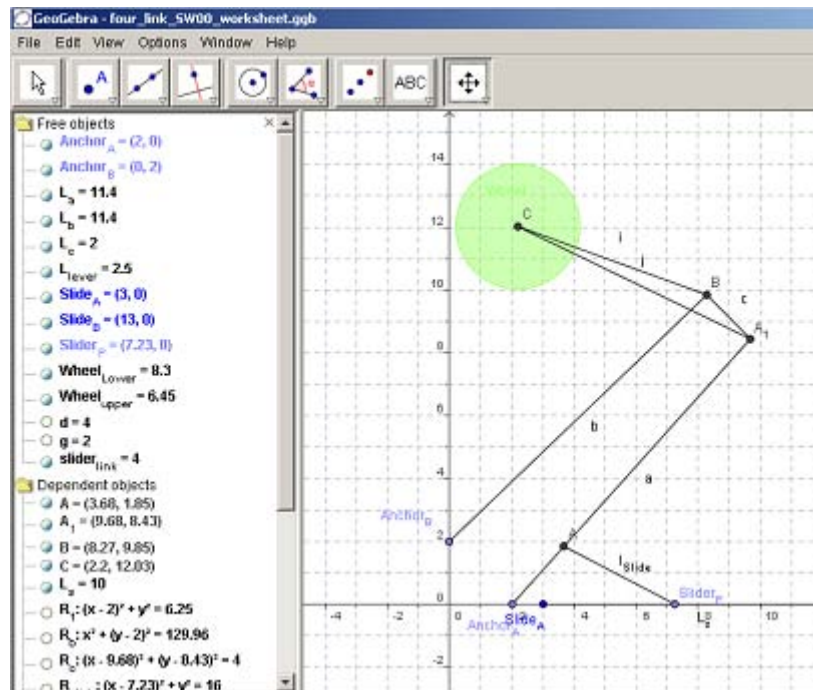 GeoGebra - four_link_SW00_worksheet.ggb
File Edit View Options Window Help
A
ABC
Free objects
Anchor_A = (2, 0)
Anchor_B = (0, 2)
L_a = 11.4
L_b = 11.4
L_c = 2
L_lever = 2.5
Slide_A = (3, 0)
Slide_B = (13, 0)
Slider_P = (7.23, 0)
Wheel_Lower = 8.3
Wheel_upper = 6.45
d = 4
g = 2
slider_link = 4
Dependent objects
A = (3.68, 1.85)
A_1 = (9.68, 8.43)
B = (8.27, 9.85)
C = (2.2, 12.03)
L_s = 10
R_1: (x - 2)² + y² = 6.25
R_b: x² + (y - 2)² = 129.96
R_c: (x - 9.68)² + (y - 8.43)² = 4
: (x - 7.23)² + y² = 16
14
12
C
i
j
B
c
10
A_1
8
6
b
a
4
Anchor_B
2
A
l_Slide
Slider_P
-4
-2
0
2
4
6
8
10
Anchor_A
Slide_A
L_s
-2